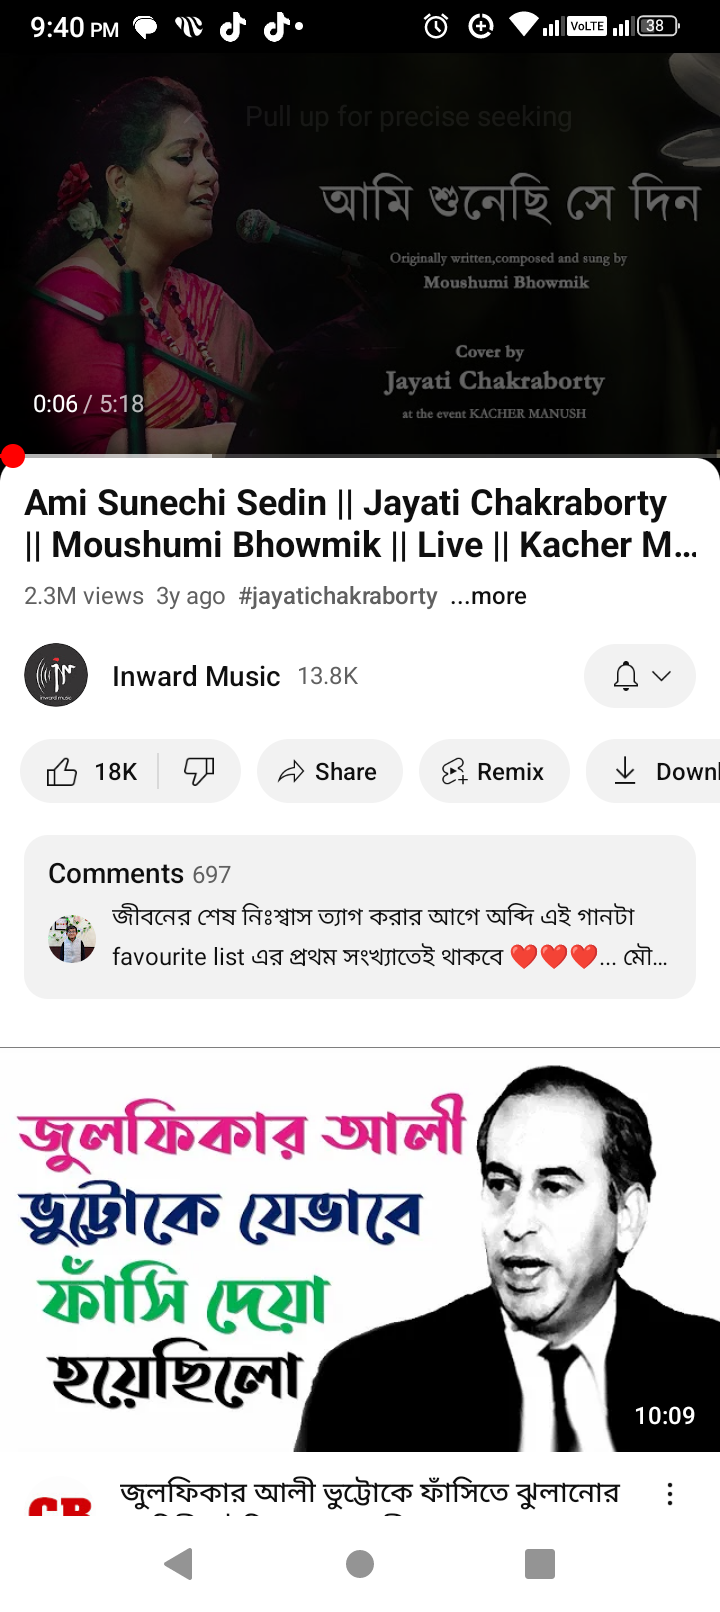 9:40 PM
VoLTE
38
Pull up for precise seeking
আমি শুনেছি সে দিন
Originally written,composed and sung by
Moushumi Bhowmik
Cover by
Jayati Chakraborty
at the event KACHER MANUSH
0:06 / 5:18
Ami Sunechi Sedin || Jayati Chakraborty
|| Moushumi Bhowmik || Live || Kacher M...
2.3M views 3y ago #jayatichakraborty ...more
Inward Music 13.8K
18K Share Remix Downl
Comments 697
জীবনের শেষ নিঃশ্বাস ত্যাগ করার আগে অব্দি এই গানটা
favourite list এর প্রথম সংখ্যাতেই থাকবে ❤️❤️❤️... মৌ...
জুলফিকার আলী
ভুট্টোকে যেভাবে
ফাঁসি দেয়া
হয়েছিলো
10:09
জুলফিকার আলী ভুট্টোকে ফাঁসিতে ঝুলানোর